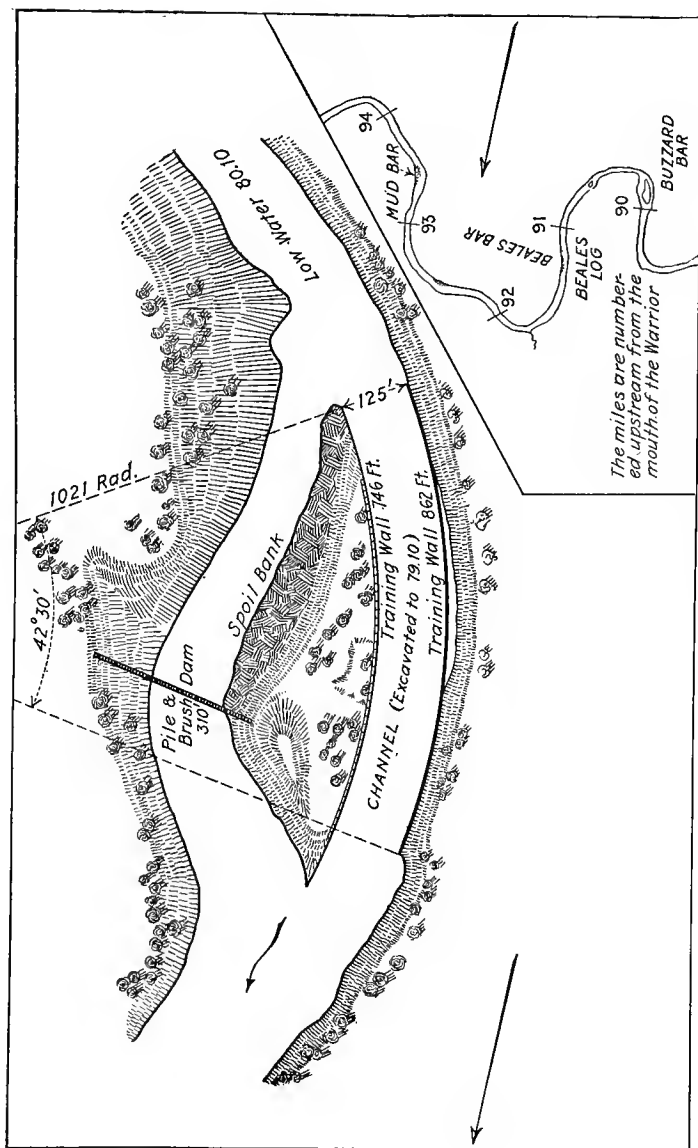 42°30'
1021 Rad.
Low Water 80.10
Pile &
Brush Dam
310'
Spoil Bank
125'
Training Wall 746 Ft.
CHANNEL (Excavated to 79.10)
Training Wall 862 Ft.
94
MUD BAR
93
92
BEALES BAR
91
BEALES
LOG
90
BUZZARD
BAR
The miles are number-
ed upstream from the
mouth of the Warrior